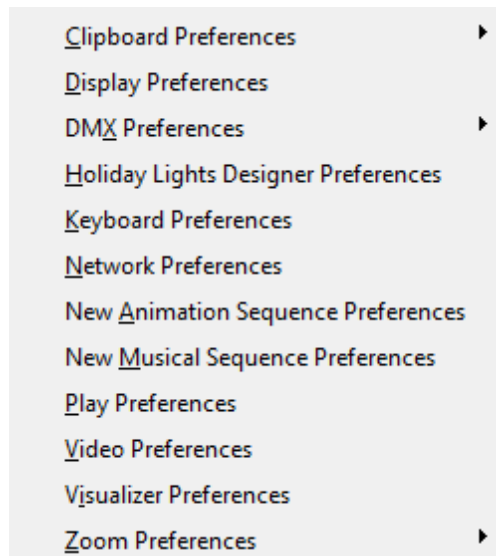 Clipboard Preferences
Display Preferences
DMX Preferences
Holiday Lights Designer Preferences
Keyboard Preferences
Network Preferences
New Animation Sequence Preferences
New Musical Sequence Preferences
Play Preferences
Video Preferences
Visualizer Preferences
Zoom Preferences